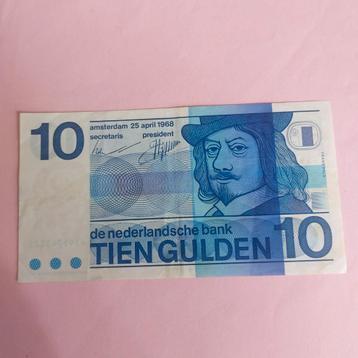 10
amsterdam 25 april 1968
secretaris president
de nederlandsche bank
TIEN GULDEN
10